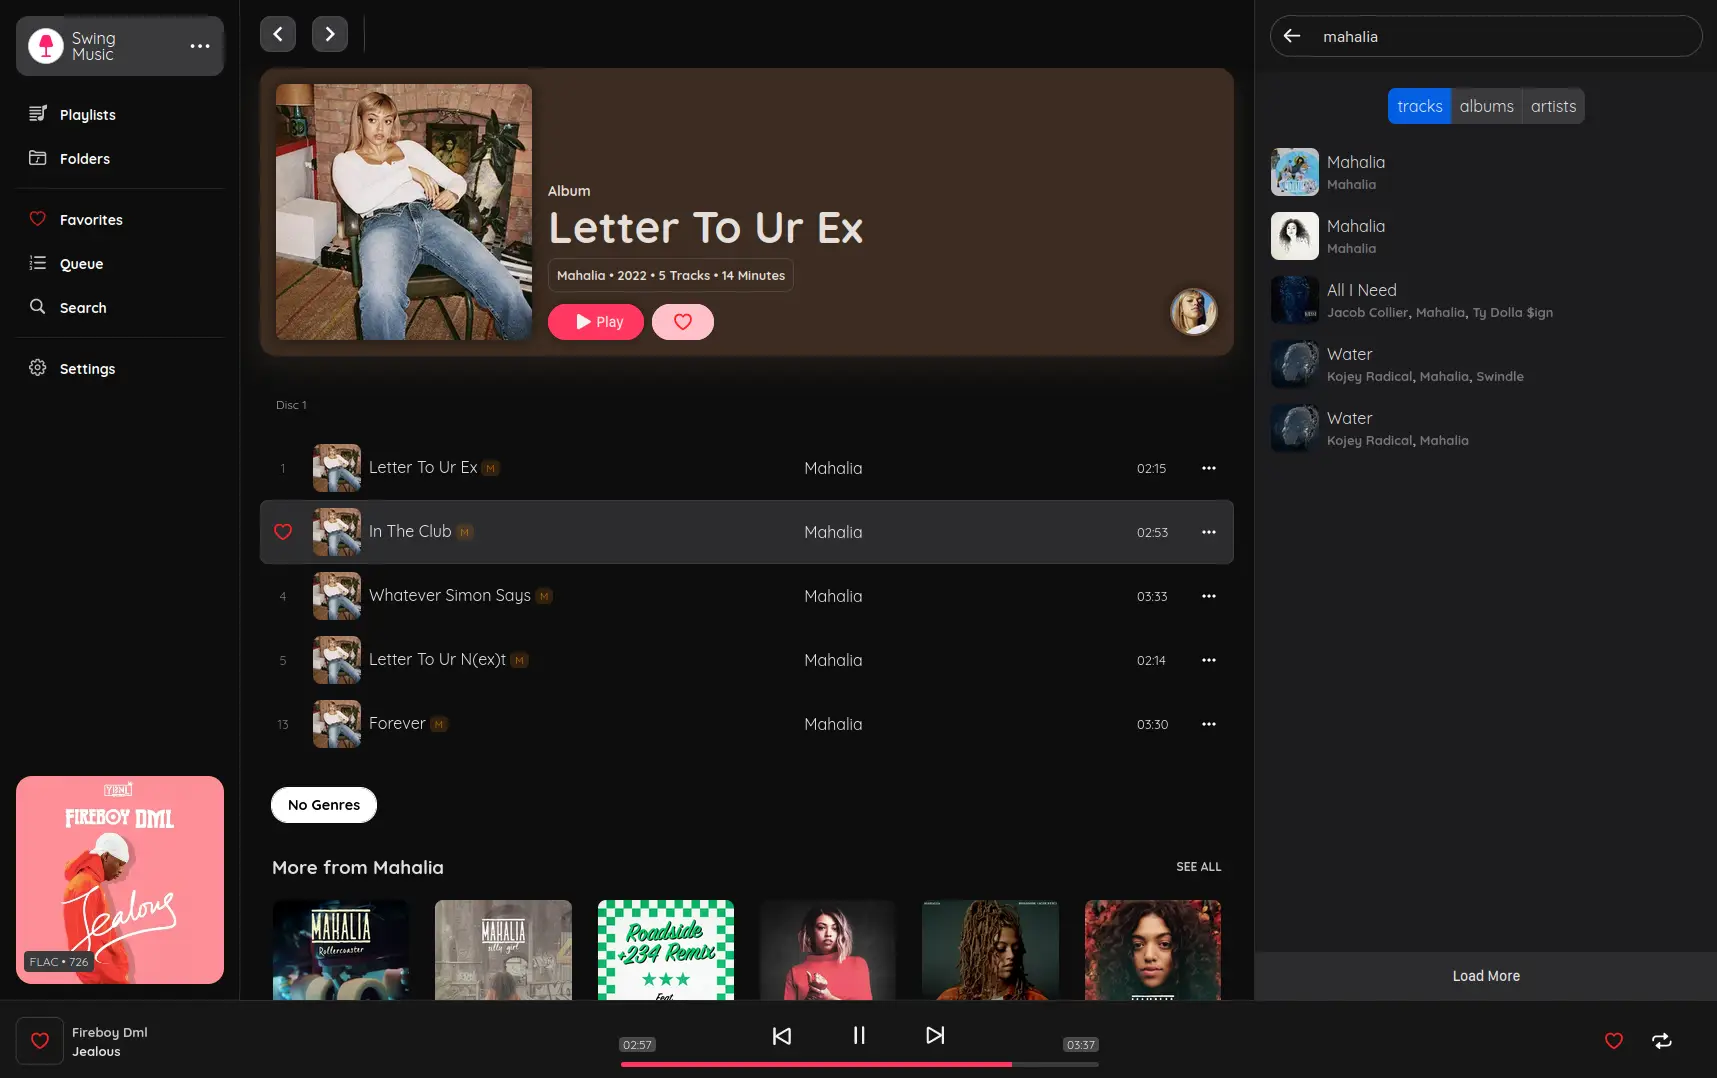 Swing
Music
Playlists
Folders
Favorites
Queue
Search
Settings
YBNL
FIREBOY DML
Jealous
FLAC • 726
Album
Letter To Ur Ex
Mahalia • 2022 • 5 Tracks • 14 Minutes
Play
Disc 1
1 Letter To Ur Ex M Mahalia 02:15
In The Club M Mahalia 02:53
4 Whatever Simon Says M Mahalia 03:33
5 Letter To Ur N(ex)t M Mahalia 02:14
13 Forever M Mahalia 03:30
No Genres
More from Mahalia
SEE ALL
MAHALIA
Rollercoaster
MAHALIA
silly girl
Roadside
+234 Remix
Feat.
mahalia
tracks albums artists
Mahalia
Mahalia
Mahalia
Mahalia
All I Need
Jacob Collier, Mahalia, Ty Dolla $ign
Water
Kojey Radical, Mahalia, Swindle
Water
Kojey Radical, Mahalia
Load More
Fireboy Dml
Jealous
02:57
03:37